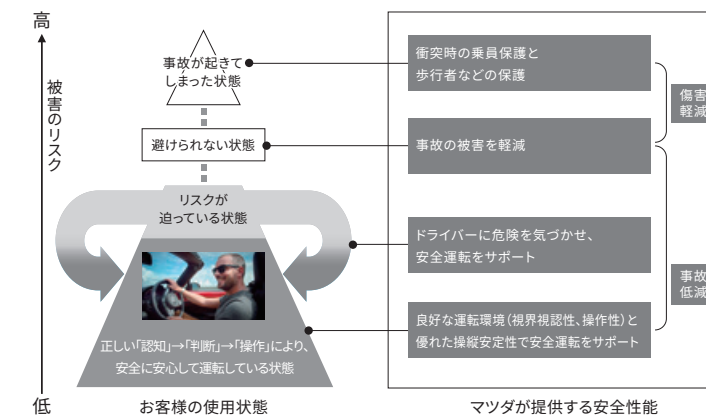 高
被害のリスク
低
事故が起きて
しまった状態
避けられない状態
リスクが
迫っている状態
正しい「認知」→「判断」→「操作」により、
安全に安心して運転している状態
お客様の使用状態
衝突時の乗員保護と
歩行者などの保護
事故の被害を軽減
ドライバーに危険を気づかせ、
安全運転をサポート
良好な運転環境（視界視認性、操作性）と
優れた操縦安定性で安全運転をサポート
傷害
軽減
事故
低減
マツダが提供する安全性能